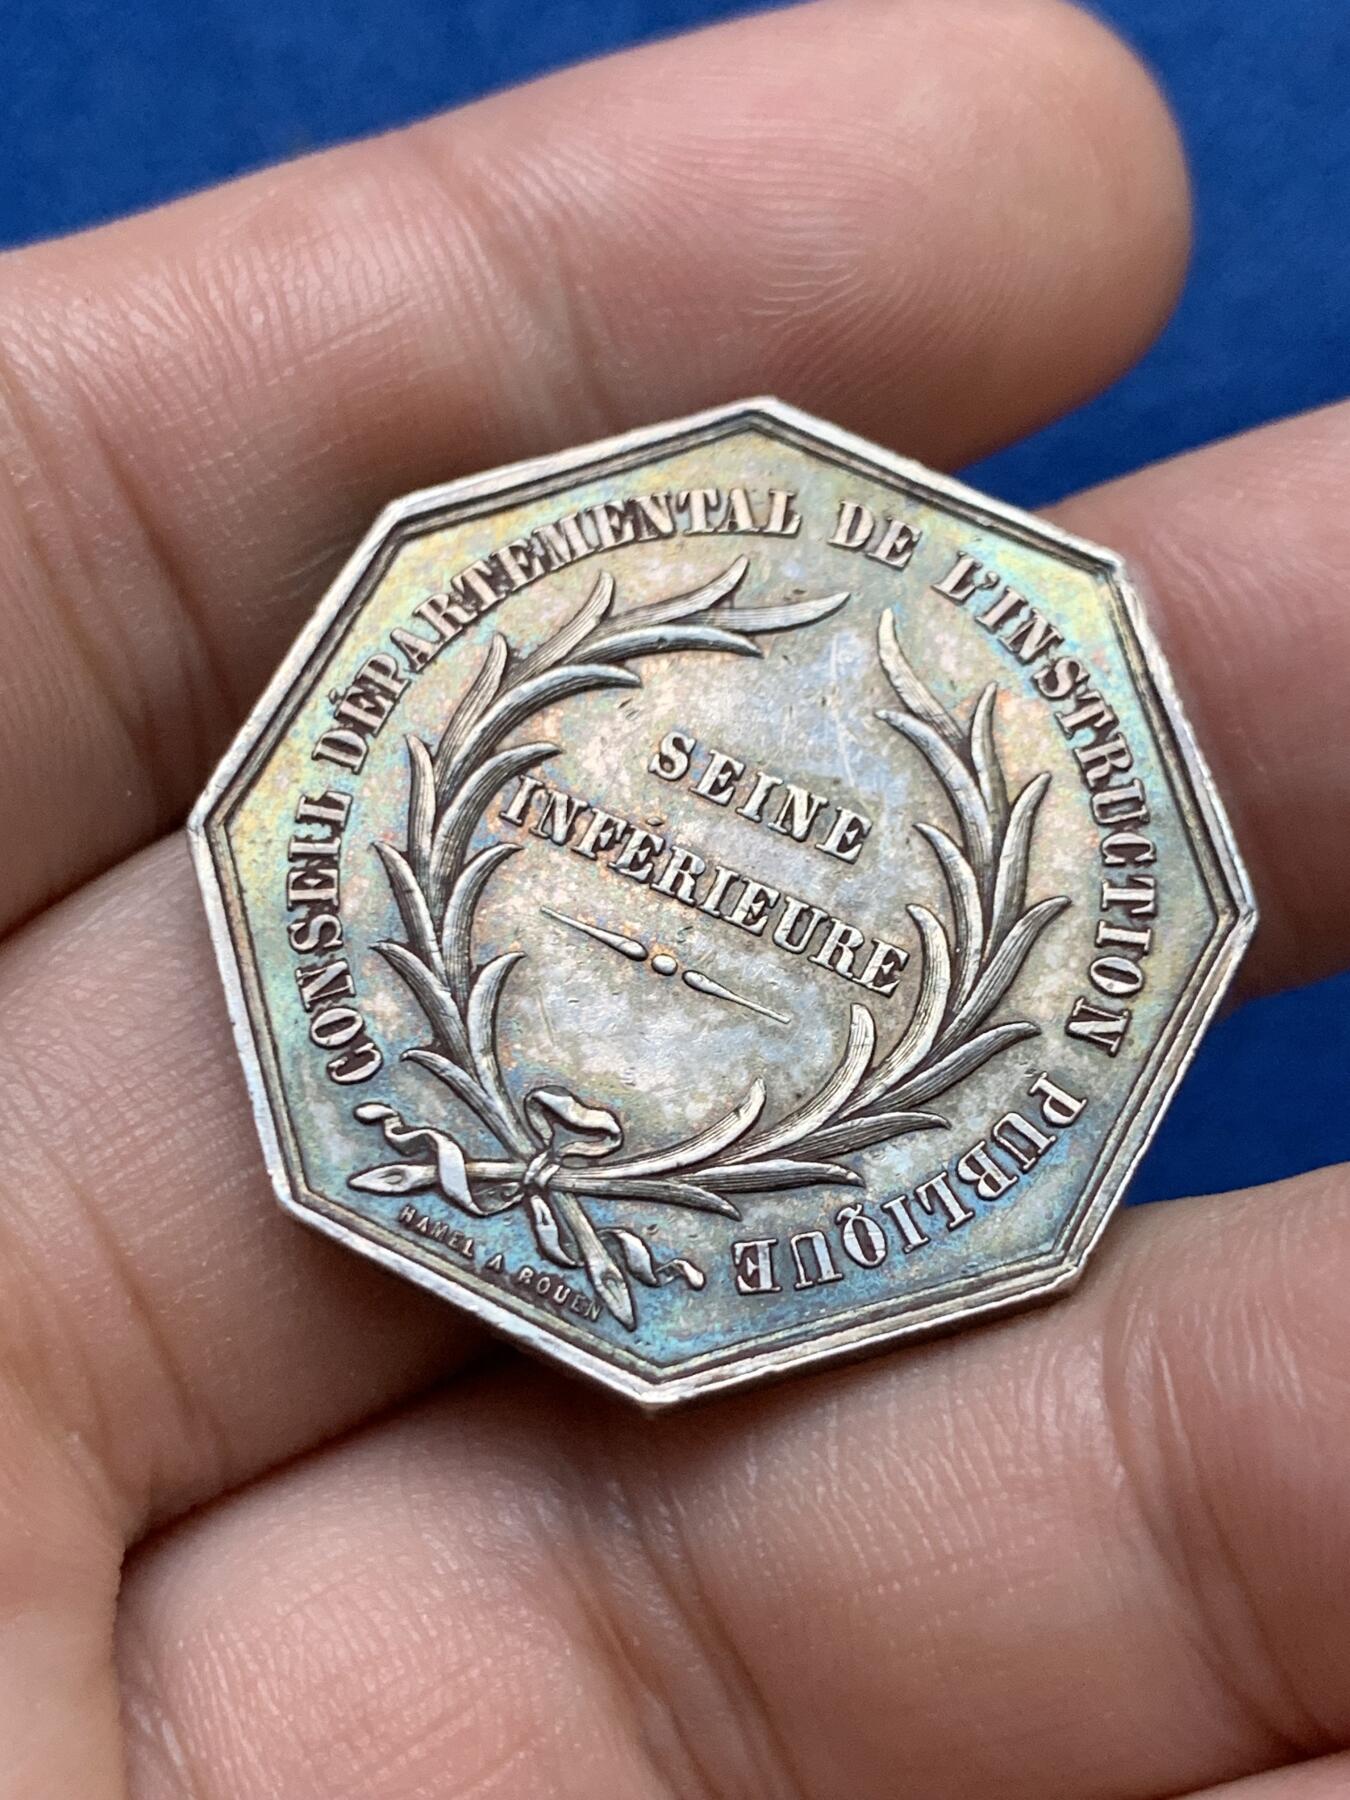 CONSEIL DÉPARTEMENTAL DE L'INSTRUCTION PUBLIQUE
SEINE
INFÉRIEURE
HAMEL A ROUEN